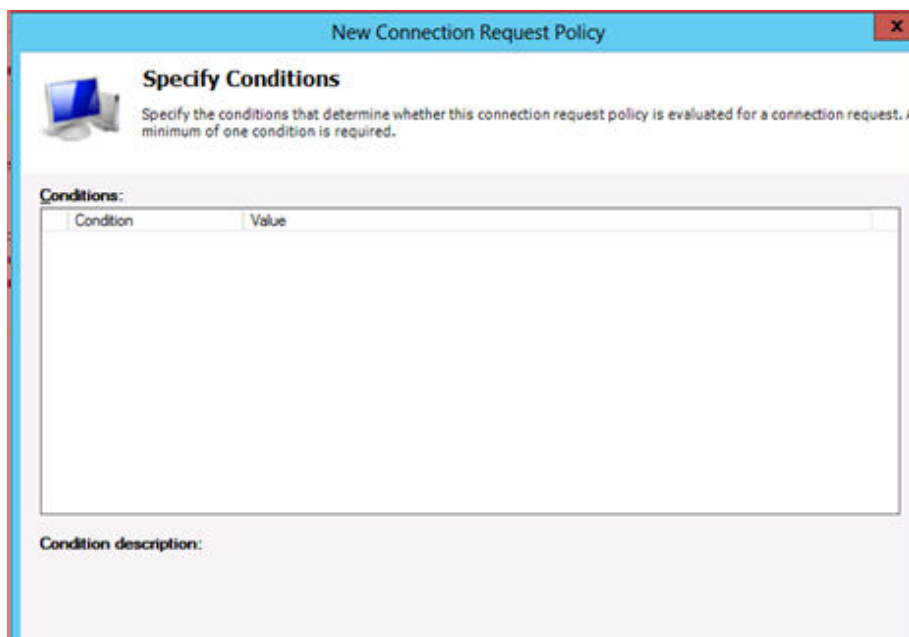 New Connection Request Policy
x
Specify Conditions
Specify the conditions that determine whether this connection request policy is evaluated for a connection request. A
minimum of one condition is required.
Conditions:
Condition Value
Condition description: